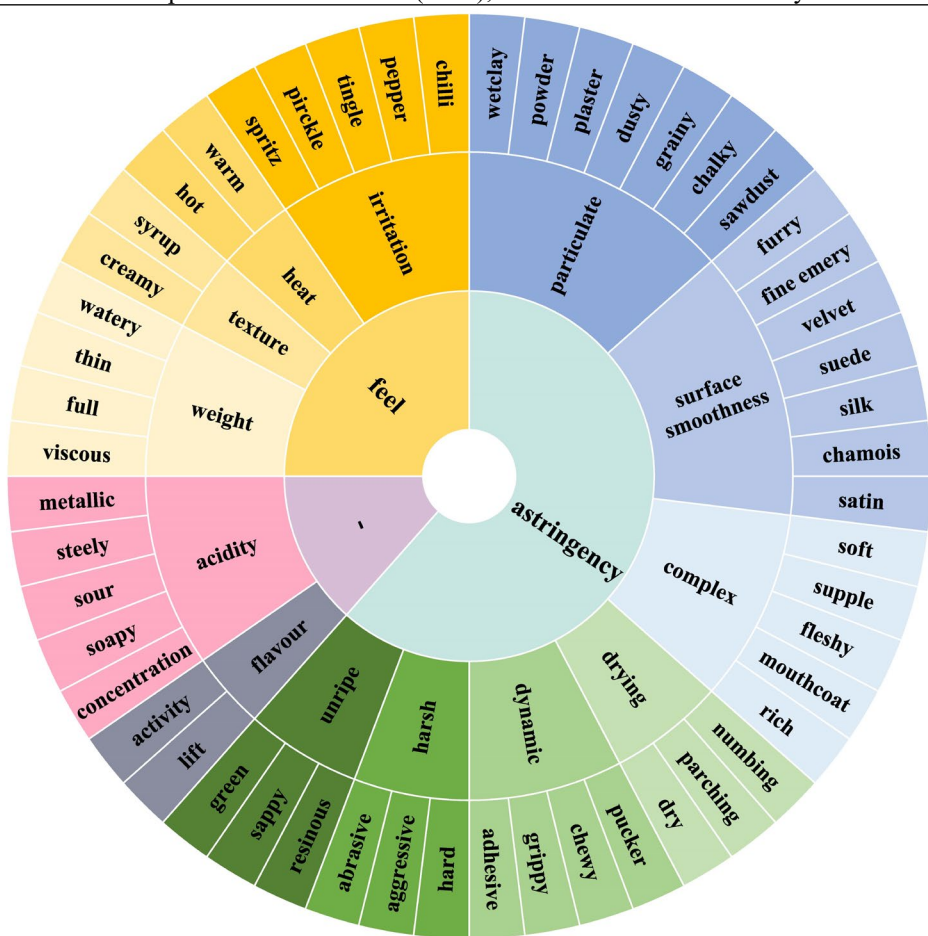 wetclay
powder
plaster
dusty
grainy
chalky
sawdust
furry
fine emery
velvet
suede
silk
chamois
satin
soft
supple
fleshy
mouthcoat
rich
numbing
parching
dry
pucker
chewy
grippy
adhesive
hard
aggressive
abrasive
resinous
sappy
green
lift
activity
concentration
soapy
sour
steely
metallic
viscous
full
thin
watery
creamy
syrup
hot
warm
spritz
pirckle
tingle
pepper
chilli
particulate
surface
smoothness
complex
drying
dynamic
harsh
unripe
flavour
acidity
weight
texture
heat
irritation
astringency
-
feel